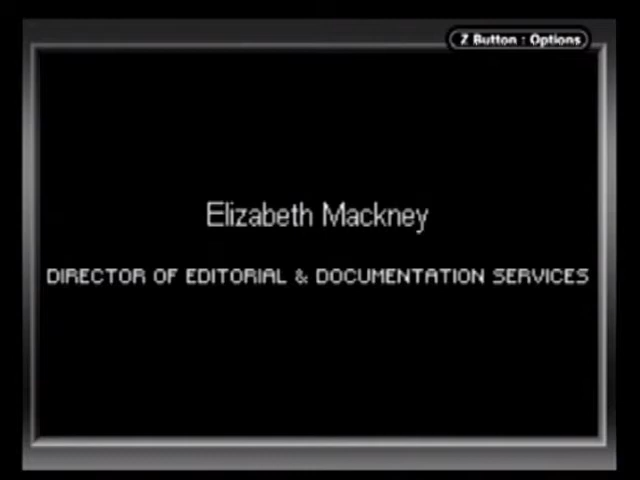 Z Button : Options
Elizabeth Mackney
DIRECTOR OF EDITORIAL & DOCUMENTATION SERVICES